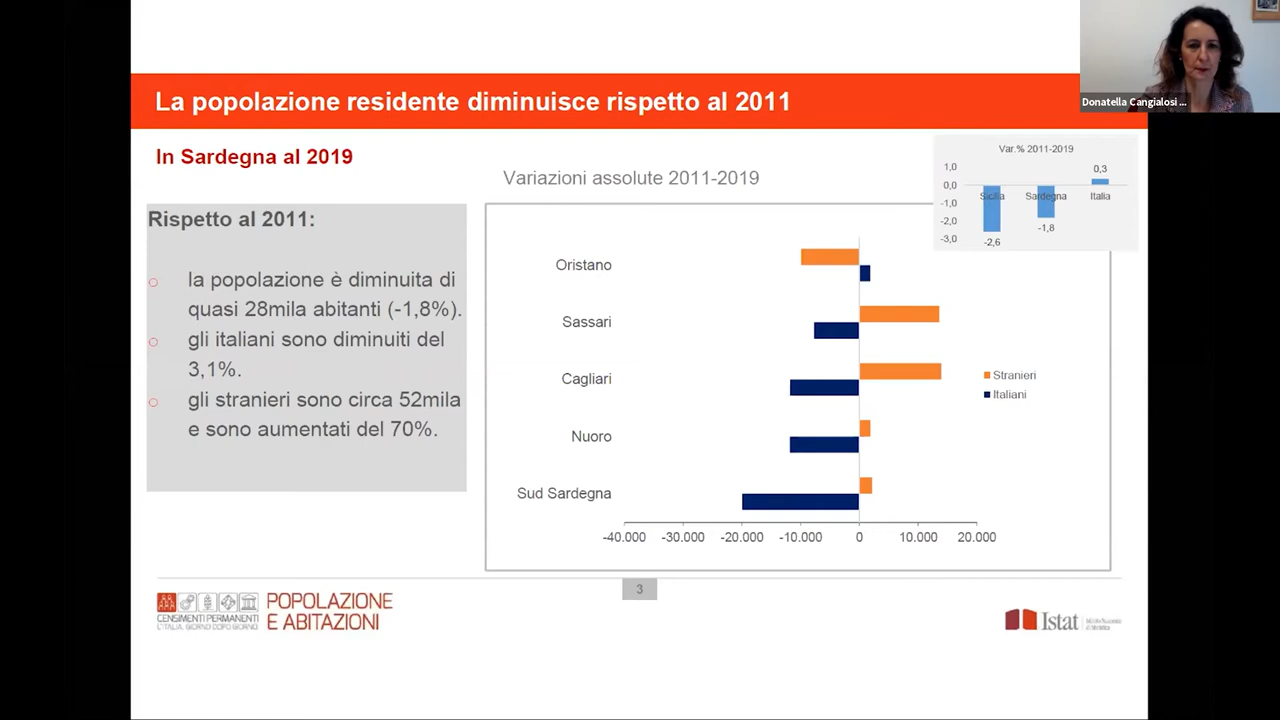 La popolazione residente diminuisce rispetto al 2011
Donatella Cangialosi ...
In Sardegna al 2019
Variazioni assolute 2011-2019
Var.% 2011-2019
1,0
0,0
-1,0
-2,0
-3,0
Sicilia
Sardegna
Italia
-2,6
-1,8
0,3
Rispetto al 2011:
la popolazione è diminuita di
quasi 28mila abitanti (-1,8%).
gli italiani sono diminuiti del
3,1%.
gli stranieri sono circa 52mila
e sono aumentati del 70%.
Oristano
Sassari
Cagliari
Nuoro
Sud Sardegna
Stranieri
Italiani
-40.000 -30.000 -20.000 -10.000 0 10.000 20.000
3
CENSIMENTI PERMANENTI
L'ITALIA, GIORNO DOPO GIORNO
POPOLAZIONE
E ABITAZIONI
Istat